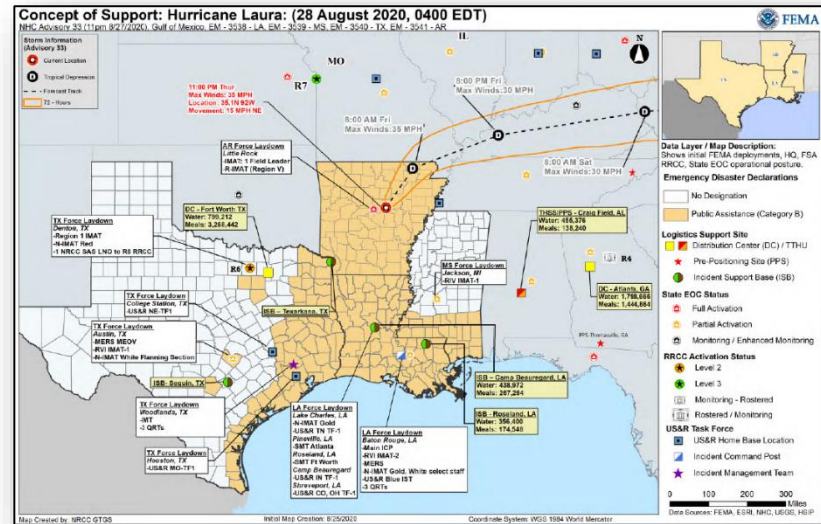 Concept of Support: Hurricane Laura: (28 August 2020, 0400 EDT)
NHC Advisory 33 (11pm 8/27/2020), Gulf of Mexico, EM - 3538 - LA, EM - 3539 - MS, EM - 3540 - TX, EM - 3541 - AR
FEMA
Storm Information
(Advisory 33)
Current Location
Tropical Depression
Forecast Track
72 - Hours
IL
MO
R7
N
11:00 PM Thur
Max Winds: 35 MPH
Location: 35.1N 92W
Movement: 15 MPH NE
8:00 PM Fri
Max Winds:30 MPH
8:00 AM Fri
Max Winds:35 MPH
8:00 AM Sat
Max Winds:30 MPH
AR Force Laydown
Little Rock
-IMAT: 1 Field Leader
-R-IMAT (Region V)
TX Force Laydown
Denton, TX
-Region 1 IMAT
-N-IMAT Red
-1 NRCC SAS LNO to R6 RRCC
DC - Fort Worth TX
Meals: 3,266,442
R6
THSS/PPS - Craig Field, AL
Meals: 138,240
R4
DC - Atlanta, GA
Meals: 1,444,684
MS Force Laydown
Jackson, MI
-RIV IMAT-1
TX Force Laydown
College Station, TX
-US&R NE-TF1
ISB – Texarkana, TX
TX Force Laydown
Austin, TX
-MERS MEOV
-RVI IMAT-1
-N-IMAT White Planning Section
PPS-Thomasville, GA
ISB- Seguin, TX
ISB - Camp Beauregard, LA
Water: 438,972
Meals: 267,264
TX Force Laydown
Woodlands, TX
-3 QRTs
ISB - Roseland, LA
Water: 356,400
Meals: 174,548
TX Force Laydown
Houston, TX
-US&R MO-TF1
LA Force Laydown
Lake Charles, LA
-N-IMAT Gold
-US&R TN TF-1
Pineville, LA
-SMT Atlanta
Roseland, LA
-SMT Ft Worth
Camp Beauregard
-US&R IN TF-1
Shreveport, LA
-US&R CO, OH TF-1
LA Force Laydown
Baton Rouge, LA
-Main ICP
-RVI IMAT-2
-MERS
-N-IMAT Gold, White select staff
-US&R Blue IST
-3 QRTs
Data Layer / Map Description:
Shows initial FEMA deployments, HQ, FSA
RRCC, State EOC operational posture.
Emergency Disaster Declarations
No Designation
Public Assistance (Category B)
Logistics Support Site
Distribution Center (DC) / TTHU
Pre-Positioning Site (PPS)
Incident Support Base (ISB)
State EOC Status
Full Activation
Partial Activation
Monitoring / Enhanced Monitoring
RRCC Activation Status
Level 2
Level 3
Monitoring - Rostered
Rostered / Monitoring
US&R Task Force
US&R Home Base Location
Incident Command Post
Incident Management Team
0 50 100 200 300
Miles
Map Created by: NRCC GTGS
Initial Map Creation: 8/25/2020
Coordinate System: WGS 1984 World Mercator
Data Sources: FEMA, ESRI, NHC, USGS, HSIP